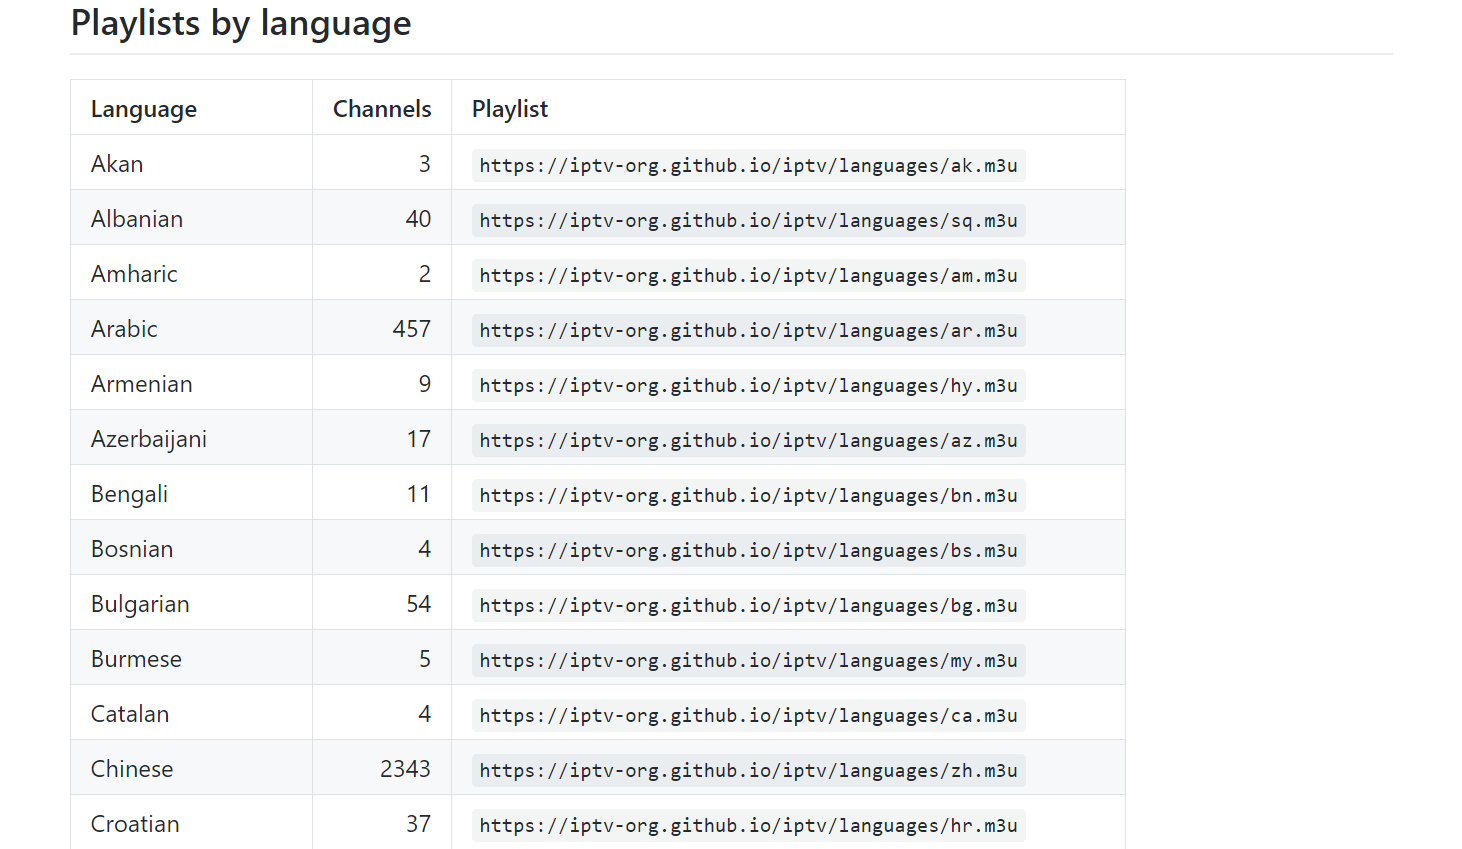 Playlists by language
Language Channels Playlist
Akan 3 https://iptv-org.github.io/iptv/languages/ak.m3u
Albanian 40 https://iptv-org.github.io/iptv/languages/sq.m3u
Amharic 2 https://iptv-org.github.io/iptv/languages/am.m3u
Arabic 457 https://iptv-org.github.io/iptv/languages/ar.m3u
Armenian 9 https://iptv-org.github.io/iptv/languages/hy.m3u
Azerbaijani 17 https://iptv-org.github.io/iptv/languages/az.m3u
Bengali 11 https://iptv-org.github.io/iptv/languages/bn.m3u
Bosnian 4 https://iptv-org.github.io/iptv/languages/bs.m3u
Bulgarian 54 https://iptv-org.github.io/iptv/languages/bg.m3u
Burmese 5 https://iptv-org.github.io/iptv/languages/my.m3u
Catalan 4 https://iptv-org.github.io/iptv/languages/ca.m3u
Chinese 2343 https://iptv-org.github.io/iptv/languages/zh.m3u
Croatian 37 https://iptv-org.github.io/iptv/languages/hr.m3u